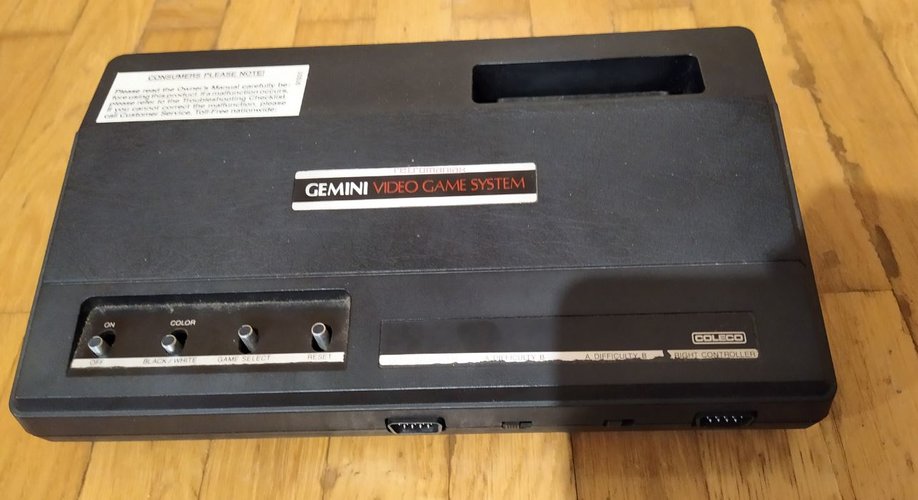 CONSUMERS PLEASE NOTE!
Please read the Owner's Manual carefully be-
fore using this product. If a malfunction occurs,
please refer to the Troubleshooting Checklist.
If you cannot correct the malfunction, please
call Customer Service. Toll-Free nationwide:
retromaniax
GEMINI VIDEO GAME SYSTEM
ON COLOR
OFF BLACK & WHITE GAME SELECT RESET
COLECO
DIFFICULTY B A DIFFICULTY B RIGHT CONTROLLER